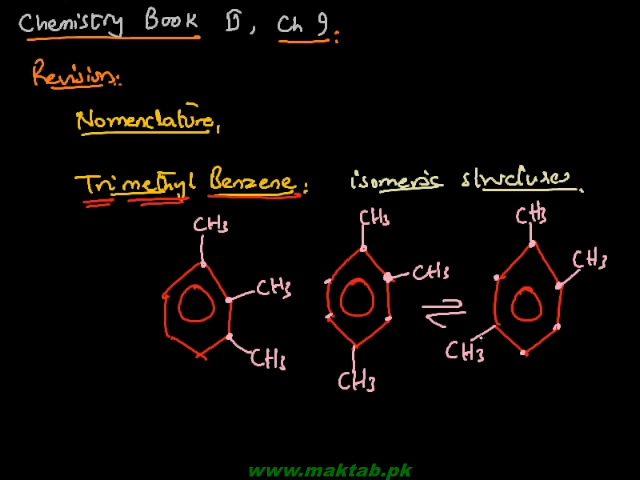 Chemistry Book II, Ch 9:
Revision:
Nomenclature,
Trimethyl Benzene: isomeric structures.
CH3 CH3 CH3
CH3 CH3 CH3
CH3 CH3 CH3
www.maktab.pk